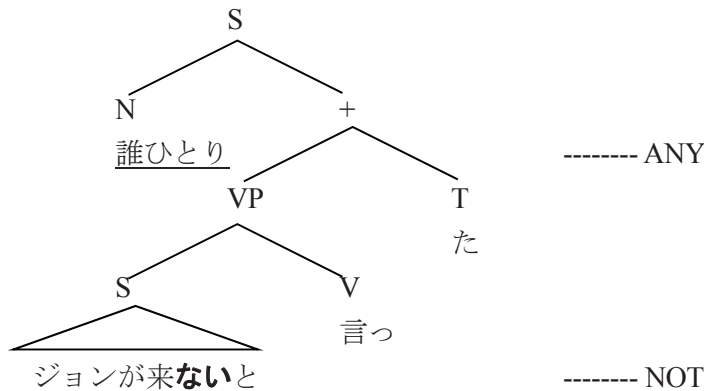 S
N +
誰ひとり -------- ANY
VP T
た
S V
言っ
ジョンが来ないと -------- NOT